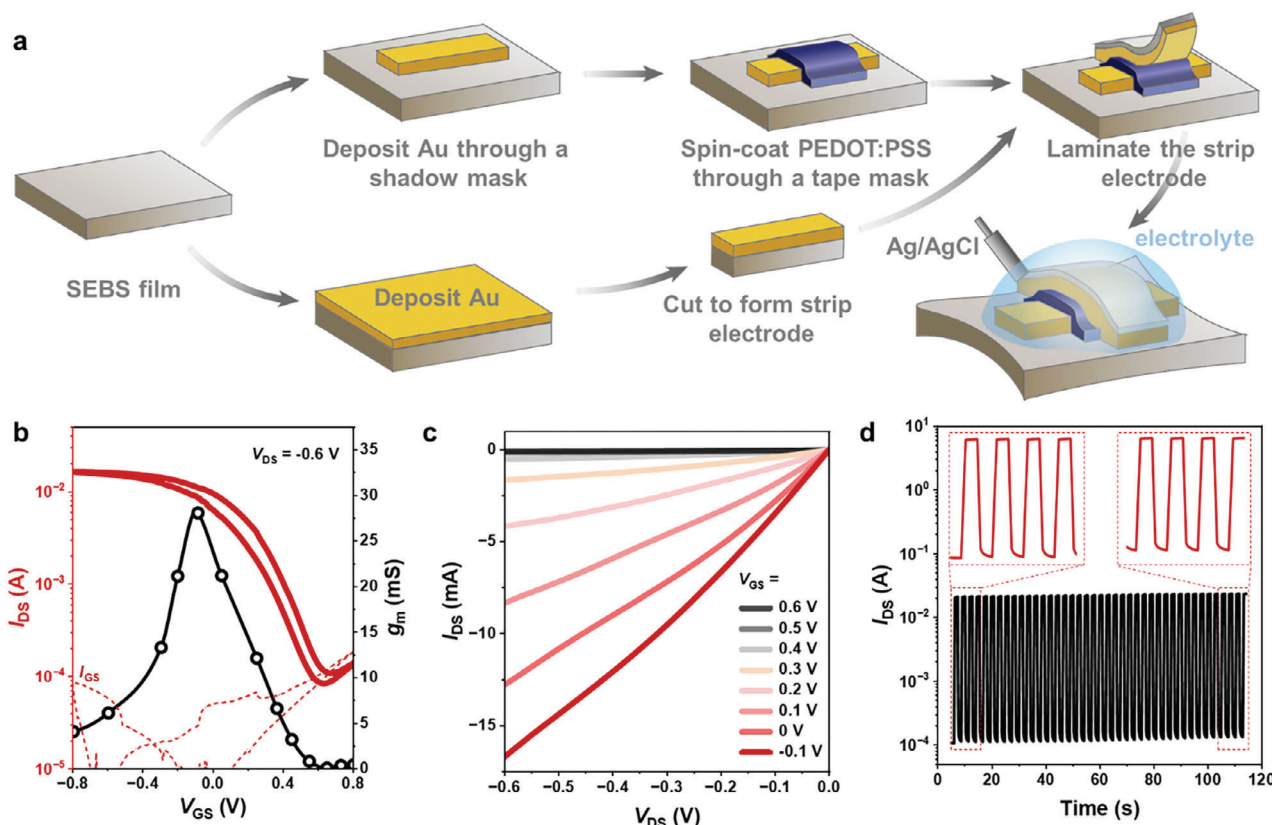 a
Deposit Au through a
shadow mask
Spin-coat PEDOT:PSS
through a tape mask
Laminate the strip
electrode
SEBS film
Deposit Au
Cut to form strip
electrode
Ag/AgCl
electrolyte
b
V_DS = -0.6 V
I_DS (A)
10⁻²
10⁻³
10⁻⁴
10⁻⁵
I_GS
g_m (mS)
35
30
25
20
15
10
5
0
−0.8
−0.4
0.0
0.4
0.8
V_GS (V)
c
I_DS (mA)
0
−5
−10
−15
V_GS =
0.6 V
0.5 V
0.4 V
0.3 V
0.2 V
0.1 V
0 V
-0.1 V
−0.6
−0.5
−0.4
−0.3
−0.2
−0.1
0.0
V_DS (V)
d
I_DS (A)
10¹
10⁰
10⁻¹
10⁻²
10⁻³
10⁻⁴
0
20
40
60
80
100
120
Time (s)